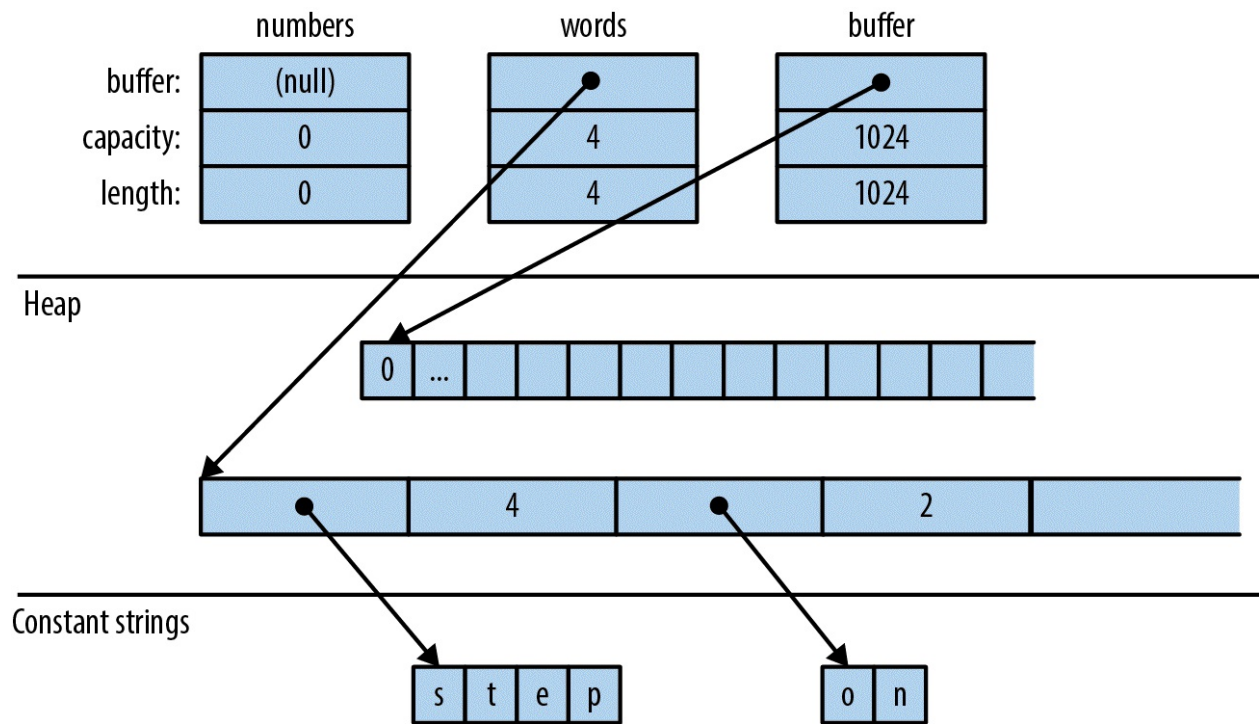 numbers words buffer
buffer: (null)
capacity: 0 4 1024
length: 0 4 1024
Heap
0 ...
4 2
Constant strings
s t e p o n